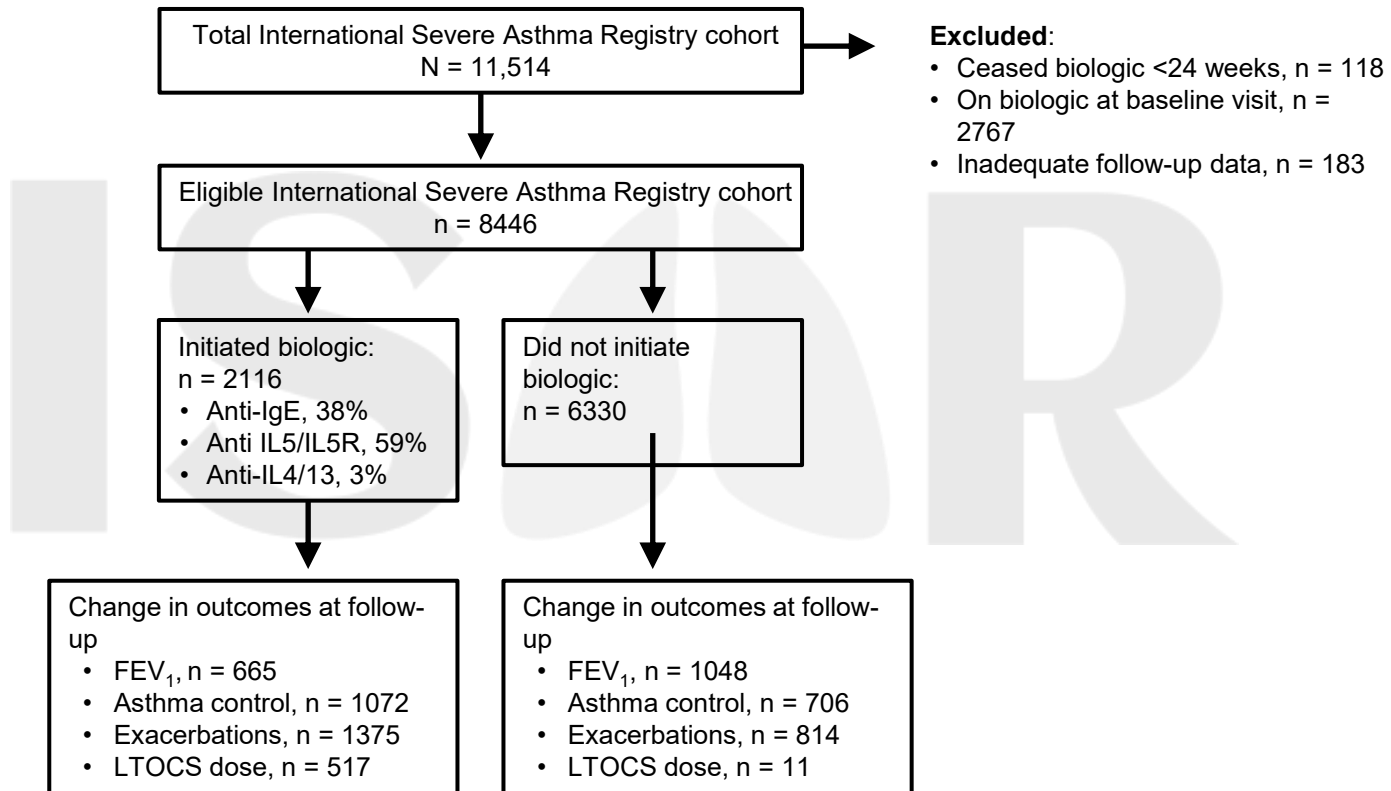 Total International Severe Asthma Registry cohort
N = 11,514
Excluded:
• Ceased biologic <24 weeks, n = 118
• On biologic at baseline visit, n =
2767
• Inadequate follow-up data, n = 183
Eligible International Severe Asthma Registry cohort
n = 8446
Initiated biologic:
n = 2116
• Anti-IgE, 38%
• Anti IL5/IL5R, 59%
• Anti-IL4/13, 3%
Did not initiate
biologic:
n = 6330
Change in outcomes at follow-
up
• FEV₁, n = 665
• Asthma control, n = 1072
• Exacerbations, n = 1375
• LTOCS dose, n = 517
Change in outcomes at follow-
up
• FEV₁, n = 1048
• Asthma control, n = 706
• Exacerbations, n = 814
• LTOCS dose, n = 11
ISAR